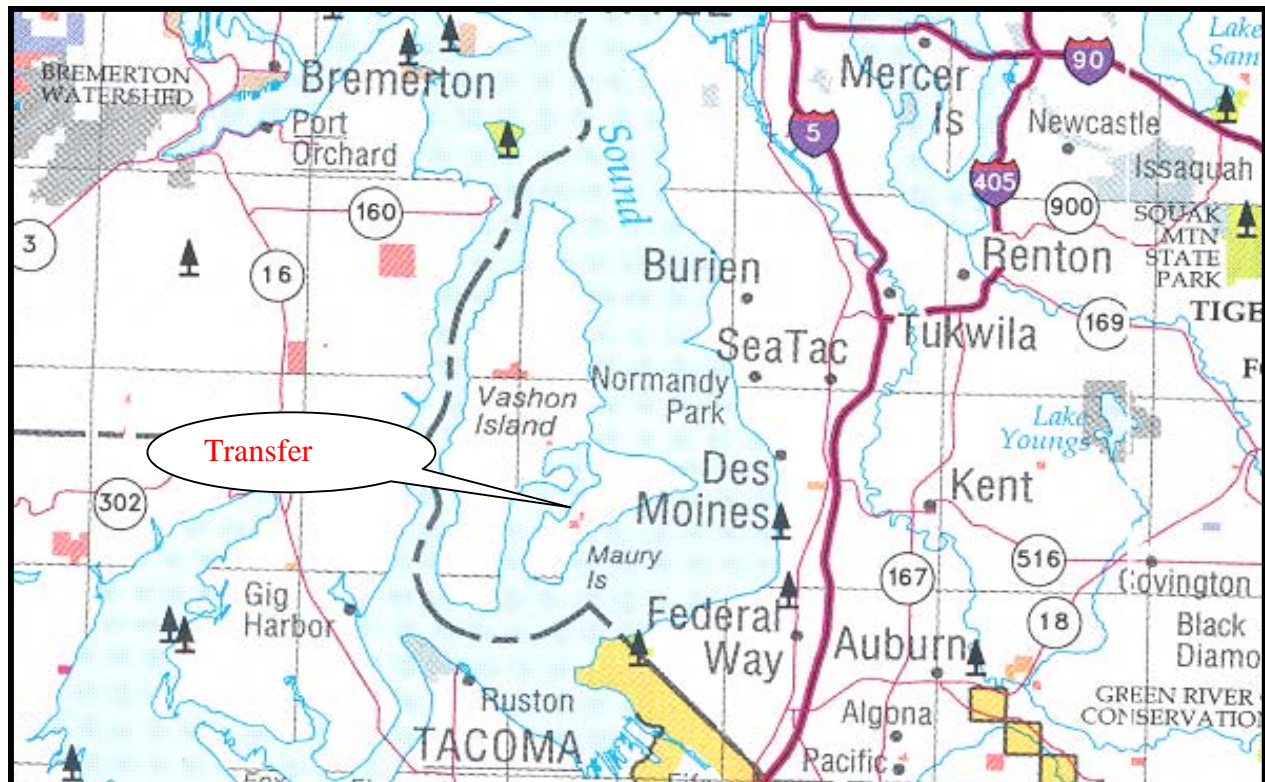 BREMERTON
WATERSHED
Bremerton
Port
Orchard
Sound
Mercer
Is
Lake
Sam
90
5
Newcastle
Issaquah
405
900
SQUAK
MTN
STATE
PARK
3
160
16
Burien
Renton
169
TIGE
SeaTac
Tukwila
Normandy
Park
Vashon
Island
Lake
Youngs
Transfer
Des
Moines
Kent
302
Maury
Is
516
167
Covington
Gig
Harbor
Federal
Way
18
Auburn
Black
Diamo
Ruston
GREEN RIVER
CONSERVATIO
Algona
TACOMA
Pacific